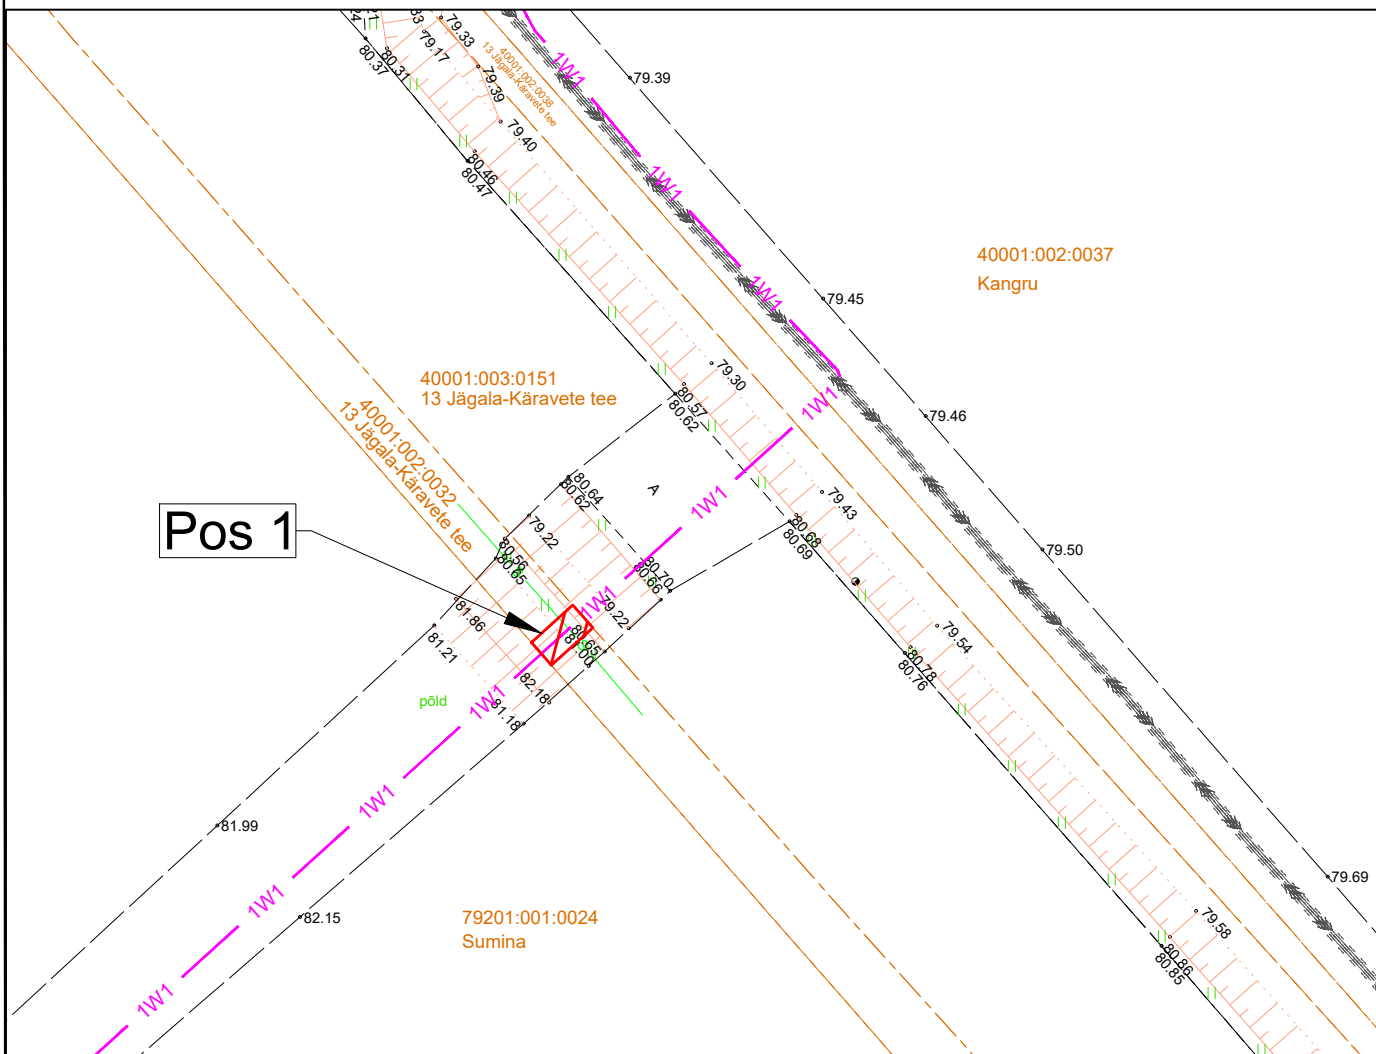 80.37
80.31
79.17
79.33
79.39
79.40
40001:002:0038
13 Jägala-Käravete tee
1W1
79.39
80.46
80.47
1W1
40001:002:0037
Kangru
1W1
79.45
40001:003:0151
13 Jägala-Käravete tee
79.30
80.57
80.62
1W1
79.46
40001:002:0032
13 Jägala-Käravete tee
80.64
80.62
A
1W1
79.43
Pos 1
79.22
80.56
80.65
80.68
80.69
79.50
80.70
80.66
1W1
79.22
81.86
81.21
80.65
79.54
80.78
80.76
82.18
81.18
1W1
põld
1W1
81.99
79.69
1W1
82.15
79201:001:0024
Sumina
79.58
80.86
80.85
1W1